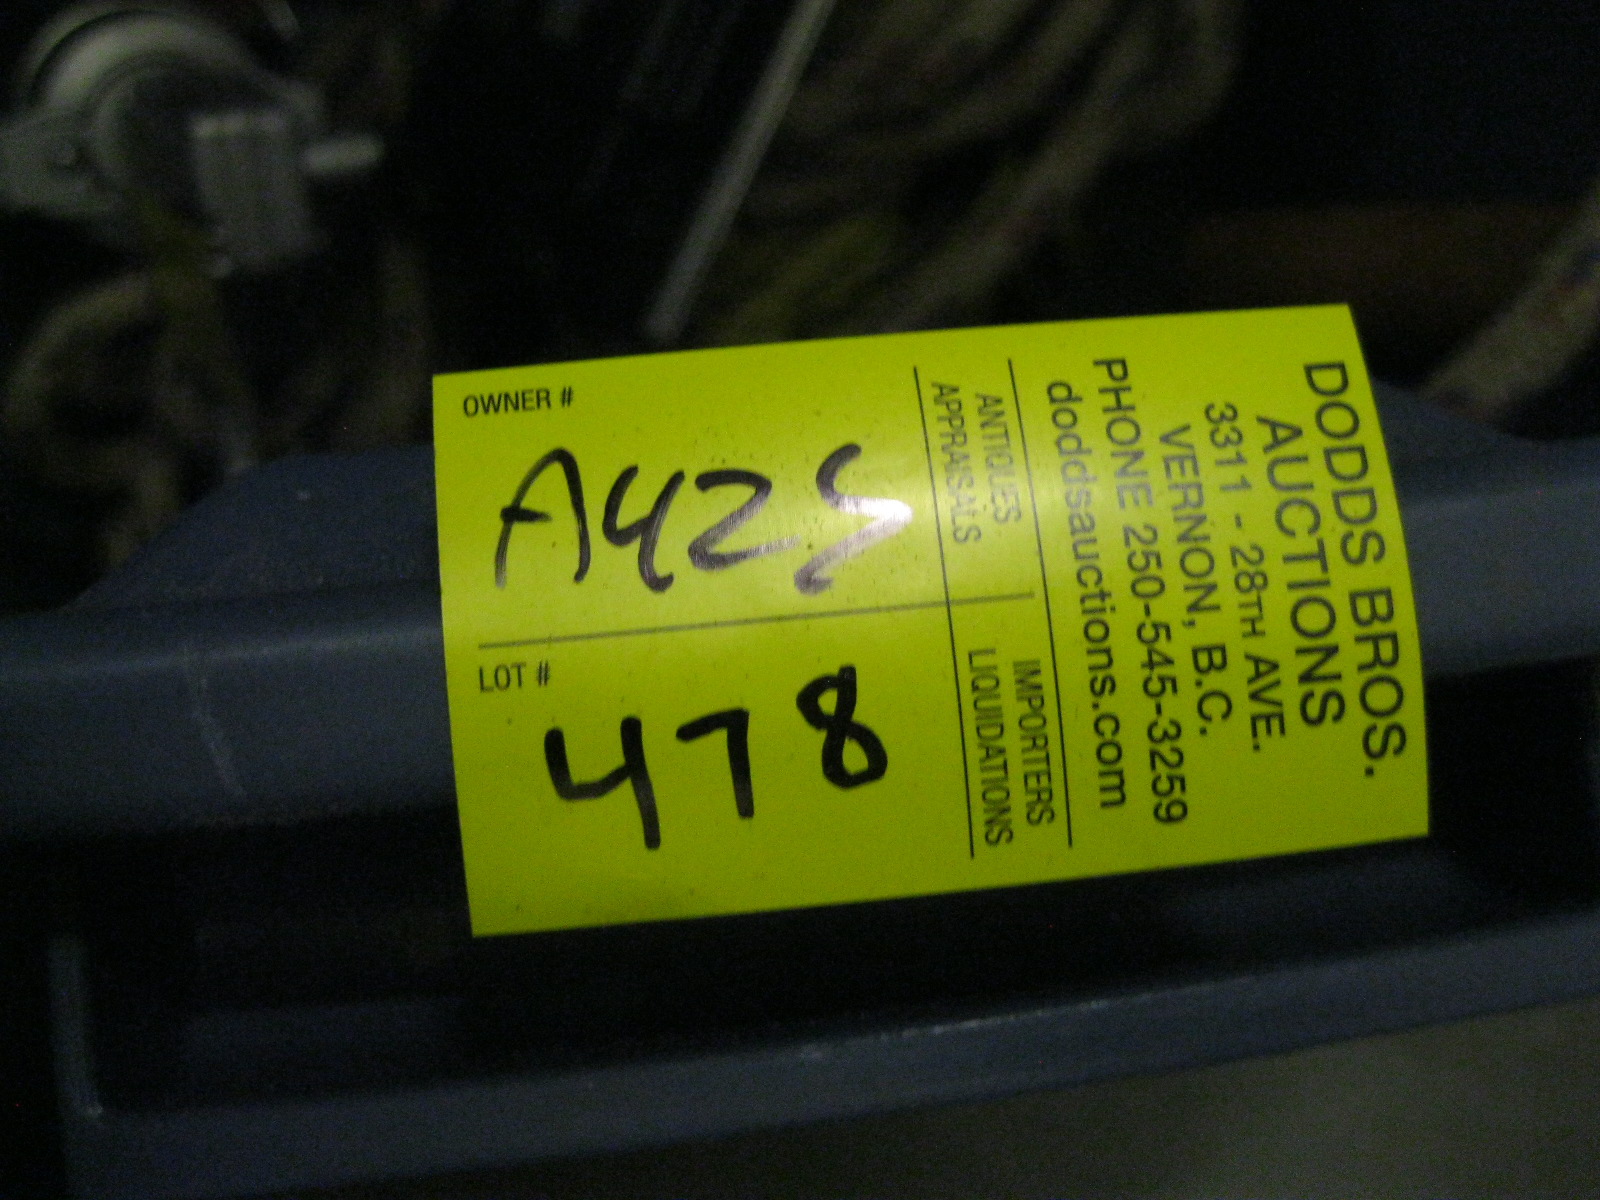 OWNER #
A425
LOT #
478
DODDS BROS.
AUCTIONS
3311 - 28TH AVE.
VERNON, B.C.
PHONE 250-545-3259
doddsauctions.com
ANTIQUES IMPORTERS
APPRAISALS LIQUIDATIONS